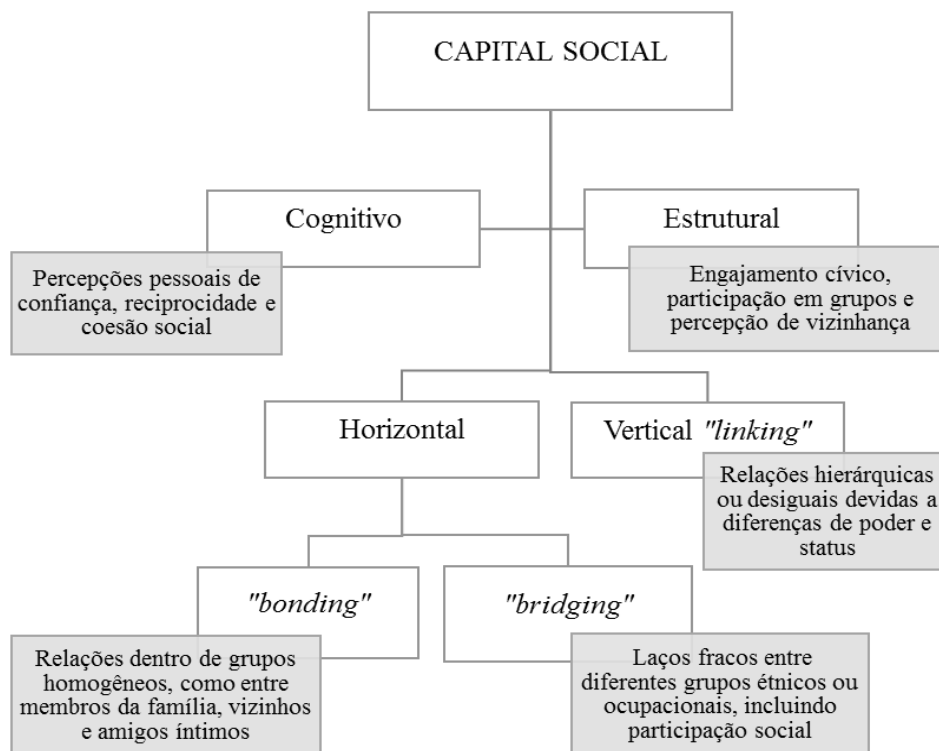 CAPITAL SOCIAL
Cognitivo
Estrutural
Percepções pessoais de
confiança, reciprocidade e
coesão social
Engajamento cívico,
participação em grupos e
percepção de vizinhança
Horizontal
Vertical "linking"
Relações hierárquicas
ou desiguais devidas a
diferenças de poder e
status
"bonding"
"bridging"
Relações dentro de grupos
homogêneos, como entre
membros da família, vizinhos
e amigos íntimos
Laços fracos entre
diferentes grupos étnicos ou
ocupacionais, incluindo
participação social